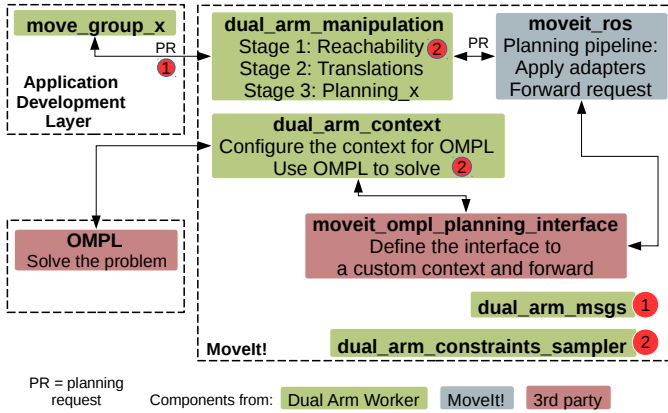 move_group_x
PR
1
Application
Development
Layer
dual_arm_manipulation
Stage 1: Reachability 2
Stage 2: Translations
Stage 3: Planning_x
PR
moveit_ros
Planning pipeline:
Apply adapters
Forward request
dual_arm_context
Configure the context for OMPL
Use OMPL to solve 2
OMPL
Solve the problem
moveit_ompl_planning_interface
Define the interface to
a custom context and forward
dual_arm_msgs 1
dual_arm_constraints_sampler 2
MoveIt!
PR = planning
request
Components from: Dual Arm Worker MoveIt! 3rd party